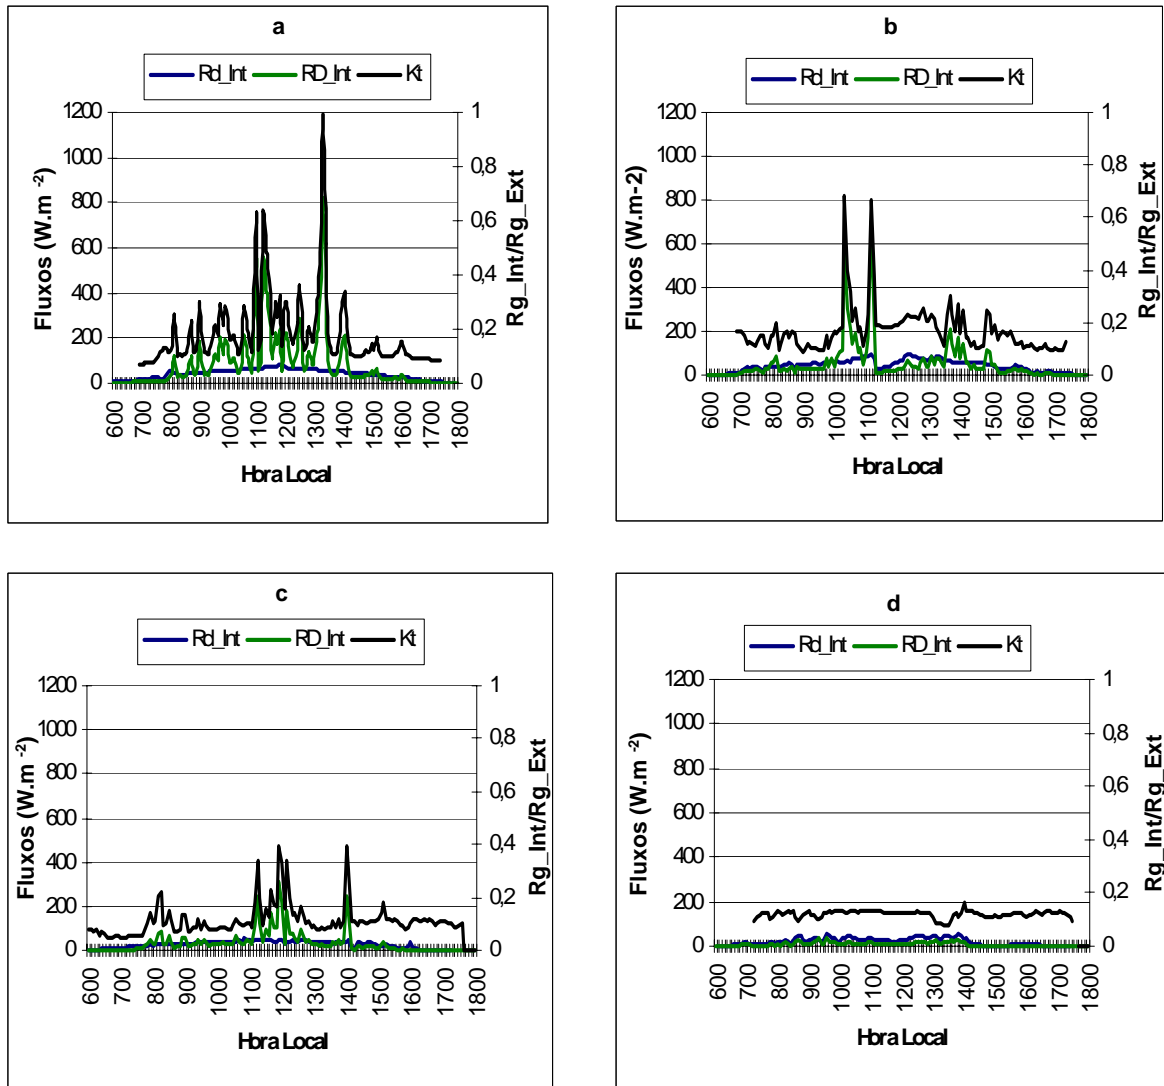 a
Rd_Int RD_Int Kt
1200 1000 800 600 400 200 0
Fluxos (W.m -2)
1 0,8 0,6 0,4 0,2 0
Rg_Int/Rg_Ext
600 700 800 900 1000 1100 1200 1300 1400 1500 1600 1700 1800
Hora Local
b
Rd_Int RD_Int Kt
1200 1000 800 600 400 200 0
Fluxos (W.m-2)
1 0,8 0,6 0,4 0,2 0
Rg_Int/Rg_Ext
600 700 800 900 1000 1100 1200 1300 1400 1500 1600 1700 1800
Hora Local
c
Rd_Int RD_Int Kt
1200 1000 800 600 400 200 0
Fluxos (W.m -2)
1 0,8 0,6 0,4 0,2 0
Rg_Int/Rg_Ext
600 700 800 900 1000 1100 1200 1300 1400 1500 1600 1700 1800
Hora Local
d
Rd_Int RD_Int Kt
1200 1000 800 600 400 200 0
Fluxos (W.m -2)
1 0,8 0,6 0,4 0,2 0
Rg_Int/Rg_Ext
600 700 800 900 1000 1100 1200 1300 1400 1500 1600 1700 1800
Hora Local